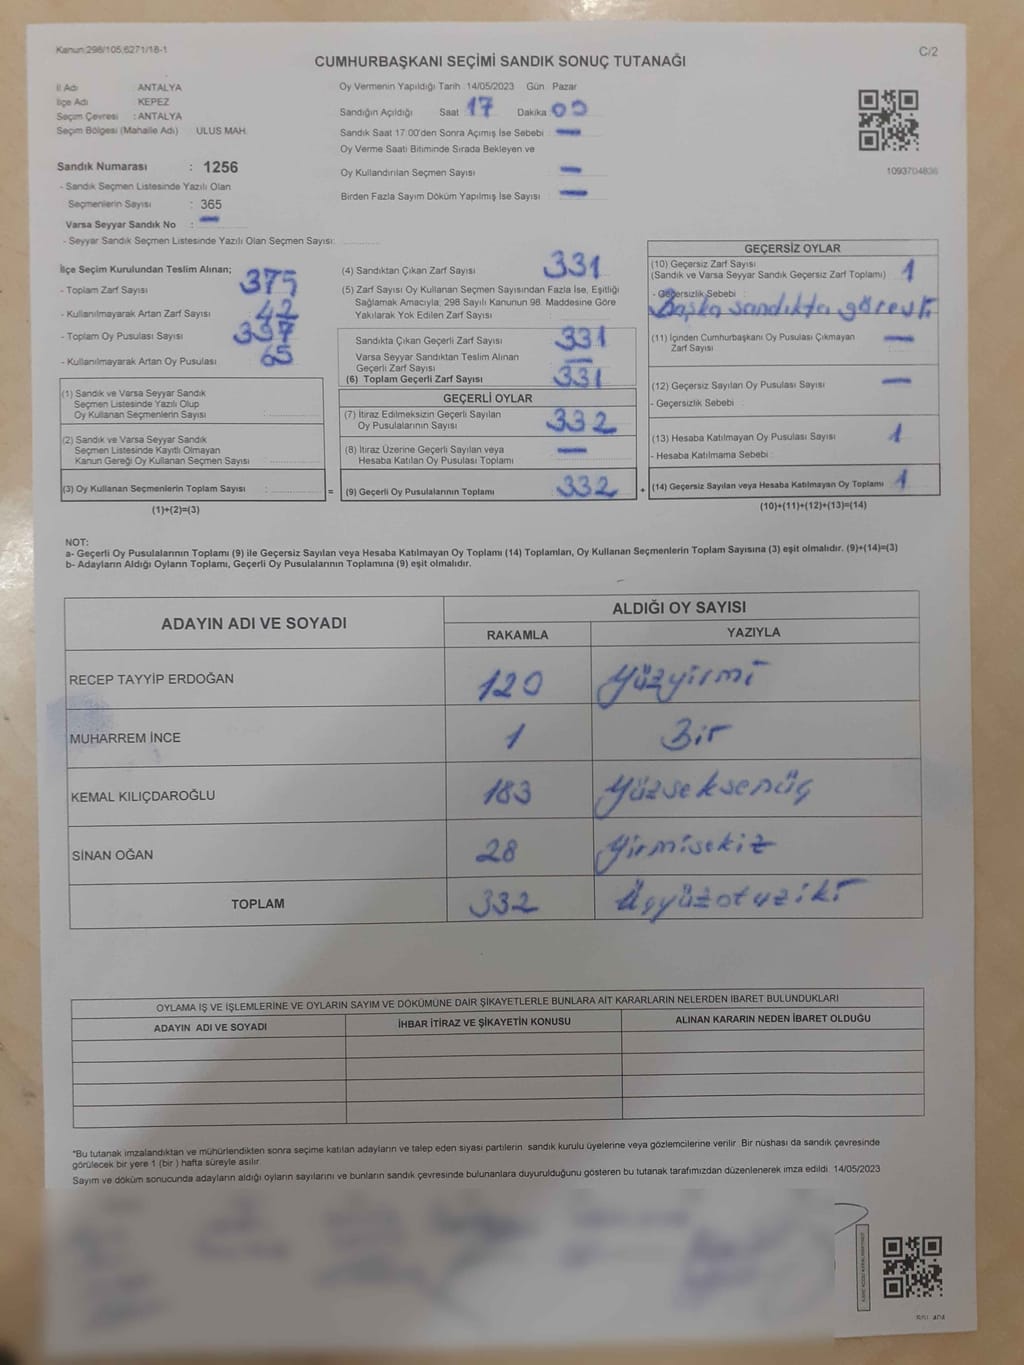 Kanun:298/105;6271/18-1
C/2
CUMHURBAŞKANI SEÇİMİ SANDIK SONUÇ TUTANAĞI
İl Adı : ANTALYA
İlçe Adı : KEPEZ
Seçim Çevresi : ANTALYA
Seçim Bölgesi (Mahalle Adı) : ULUS MAH.
Sandık Numarası : 1256
- Sandık Seçmen Listesinde Yazılı Olan
Seçmenlerin Sayısı : 365
Varsa Seyyar Sandık No : —
- Seyyar Sandık Seçmen Listesinde Yazılı Olan Seçmen Sayısı:
Oy Vermenin Yapıldığı Tarih :14/05/2023 Gün : Pazar
Sandığın Açıldığı Saat 17 Dakika 00
Sandık Saat 17:00'den Sonra Açımış İse Sebebi : —
Oy Verme Saati Bitiminde Sırada Bekleyen ve
Oy Kullandırılan Seçmen Sayısı —
Birden Fazla Sayım Döküm Yapılmış İse Sayısı : —
1093704836
İlçe Seçim Kurulundan Teslim Alınan;
- Toplam Zarf Sayısı 375
- Kullanılmayarak Artan Zarf Sayısı 42
- Toplam Oy Pusulası Sayısı
- Kullanılmayarak Artan Oy Pusulası 65
(1) Sandık ve Varsa Seyyar Sandık
Seçmen Listesinde Yazılı Olup
Oy Kullanan Seçmenlerin Sayısı :
(2) Sandık ve Varsa Seyyar Sandık
Seçmen Listesinde Kayıtlı Olmayan
Kanun Gereği Oy Kullanan Seçmen Sayısı :
(3) Oy Kullanan Seçmenlerin Toplam Sayısı : =
(1)+(2)=(3)
(4) Sandıktan Çıkan Zarf Sayısı 331
(5) Zarf Sayısı Oy Kullanan Seçmen Sayısından Fazla İse, Eşitliği
Sağlamak Amacıyla; 298 Sayılı Kanunun 98. Maddesine Göre
Yakılarak Yok Edilen Zarf Sayısı :
Sandıkta Çıkan Geçerli Zarf Sayısı 331
Varsa Seyyar Sandıktan Teslim Alınan
Geçerli Zarf Sayısı —
(6) Toplam Geçerli Zarf Sayısı 331
GEÇERLİ OYLAR
(7) İtiraz Edilmeksizin Geçerli Sayılan
Oy Pusulalarının Sayısı 332
(8) İtiraz Üzerine Geçerli Sayılan veya
Hesaba Katılan Oy Pusulası Toplamı —
(9) Geçerli Oy Pusulalarının Toplamı 332 +
GEÇERSİZ OYLAR
(10) Geçersiz Zarf Sayısı
(Sandık ve Varsa Seyyar Sandık Geçersiz Zarf Toplamı) 1
- Geçersizlik Sebebi :
Başka sandıkta görevli
(11) İçinden Cumhurbaşkanı Oy Pusulası Çıkmayan
Zarf Sayısı —
(12) Geçersiz Sayılan Oy Pusulası Sayısı —
- Geçersizlik Sebebi :
(13) Hesaba Katılmayan Oy Pusulası Sayısı 1
- Hesaba Katılmama Sebebi :
(14) Geçersiz Sayılan veya Hesaba Katılmayan Oy Toplamı 1
(10)+(11)+(12)+(13)=(14)
NOT:
a- Geçerli Oy Pusulalarının Toplamı (9) ile Geçersiz Sayılan veya Hesaba Katılmayan Oy Toplamı (14) Toplamları, Oy Kullanan Seçmenlerin Toplam Sayısına (3) eşit olmalıdır. (9)+(14)=(3)
b- Adayların Aldığı Oyların Toplamı, Geçerli Oy Pusulalarının Toplamına (9) eşit olmalıdır.
ADAYIN ADI VE SOYADI
ALDIĞI OY SAYISI
RAKAMLA YAZIYLA
RECEP TAYYİP ERDOĞAN 120 Yüzyirmi
MUHARREM İNCE 1 Bir
KEMAL KILIÇDAROĞLU 183 Yüzseksenüç
SİNAN OĞAN 28 Yirmisekiz
TOPLAM 332 Üçyüzotuziki
OYLAMA İŞ VE İŞLEMLERİNE VE OYLARIN SAYIM VE DÖKÜMÜNE DAİR ŞİKAYETLERLE BUNLARA AİT KARARLARIN NELERDEN İBARET BULUNDUKLARI
ADAYIN ADI VE SOYADI İHBAR İTİRAZ VE ŞİKAYETİN KONUSU ALINAN KARARIN NEDEN İBARET OLDUĞU
*Bu tutanak imzalandıktan ve mühürlendikten sonra seçime katılan adayların ve talep eden siyasi partilerin sandık kurulu üyelerine veya gözlemcilerine verilir. Bir nüshası da sandık çevresinde
görülecek bir yere 1 (bir ) hafta süreyle asılır.
Sayım ve döküm sonucunda adayların aldığı oyların sayılarını ve bunların sandık çevresinde bulunanlara duyurulduğunu gösteren bu tutanak tarafımızdan düzenlenerek imza edildi. 14/05/2023